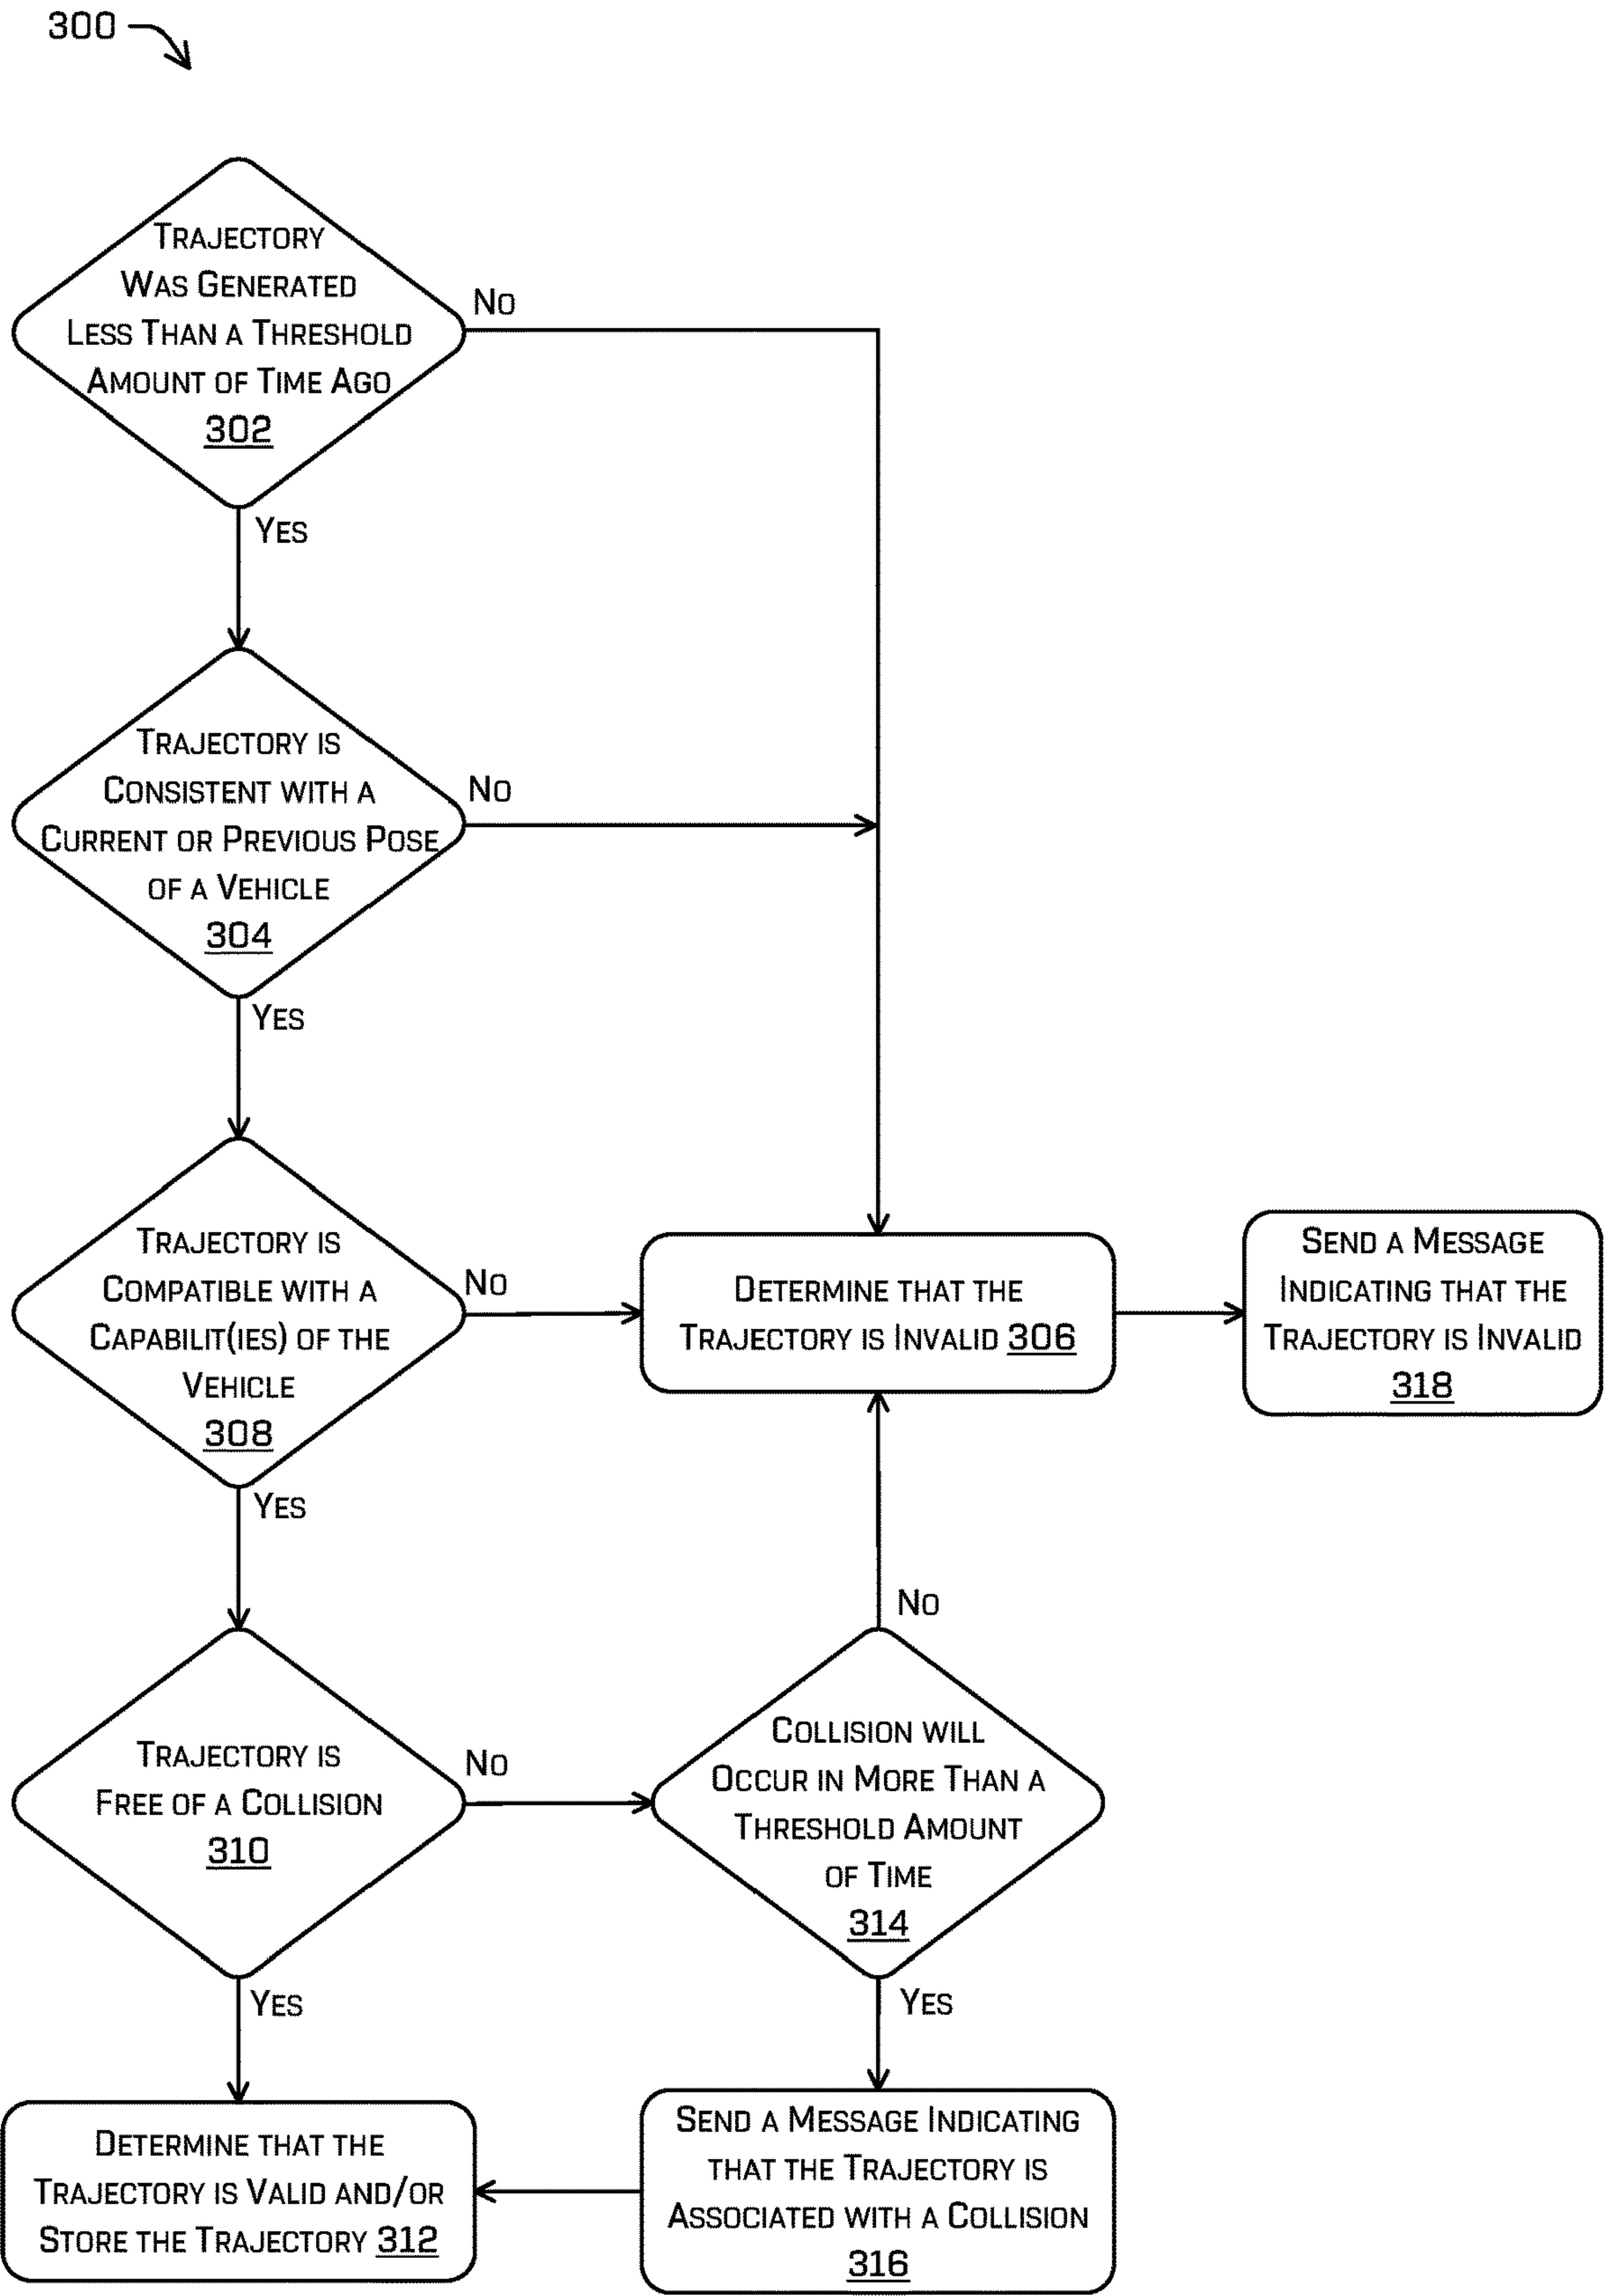 300
Trajectory
Was Generated
Less Than a Threshold
Amount of Time Ago
302
No
Yes
Trajectory is
Consistent with a
Current or Previous Pose
of a Vehicle
304
No
Yes
Trajectory is
Compatible with a
Capabilit(ies) of the
Vehicle
308
No
Determine that the
Trajectory is Invalid 306
Send a Message
Indicating that the
Trajectory is Invalid
318
Yes
Trajectory is
Free of a Collision
310
No
No
Collision will
Occur in More Than a
Threshold Amount
of Time
314
Yes
Yes
Determine that the
Trajectory is Valid and/or
Store the Trajectory 312
Send a Message Indicating
that the Trajectory is
Associated with a Collision
316